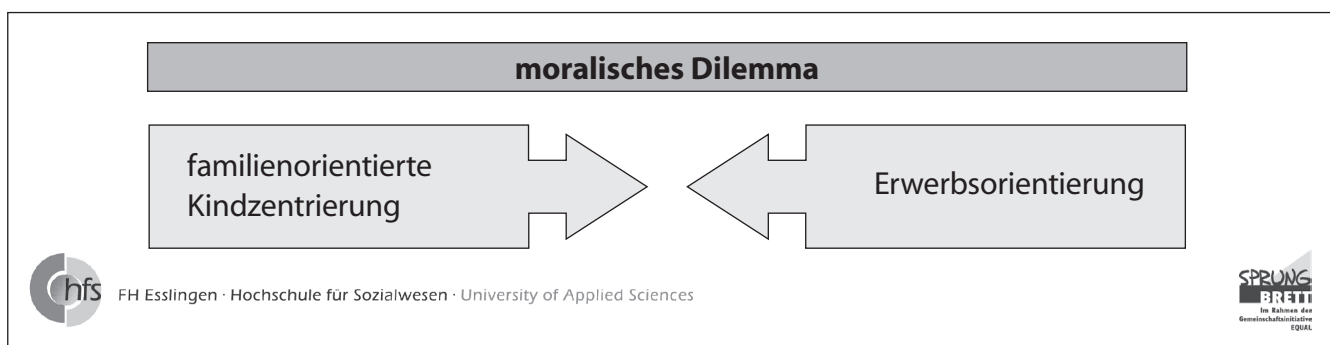 moralisches Dilemma
familienorientierte
Kindzentrierung
Erwerbsorientierung
hfs FH Esslingen · Hochschule für Sozialwesen · University of Applied Sciences
SPRUNG
BRETT
Im Rahmen der
Gemeinschaftsinitiative
EQUAL